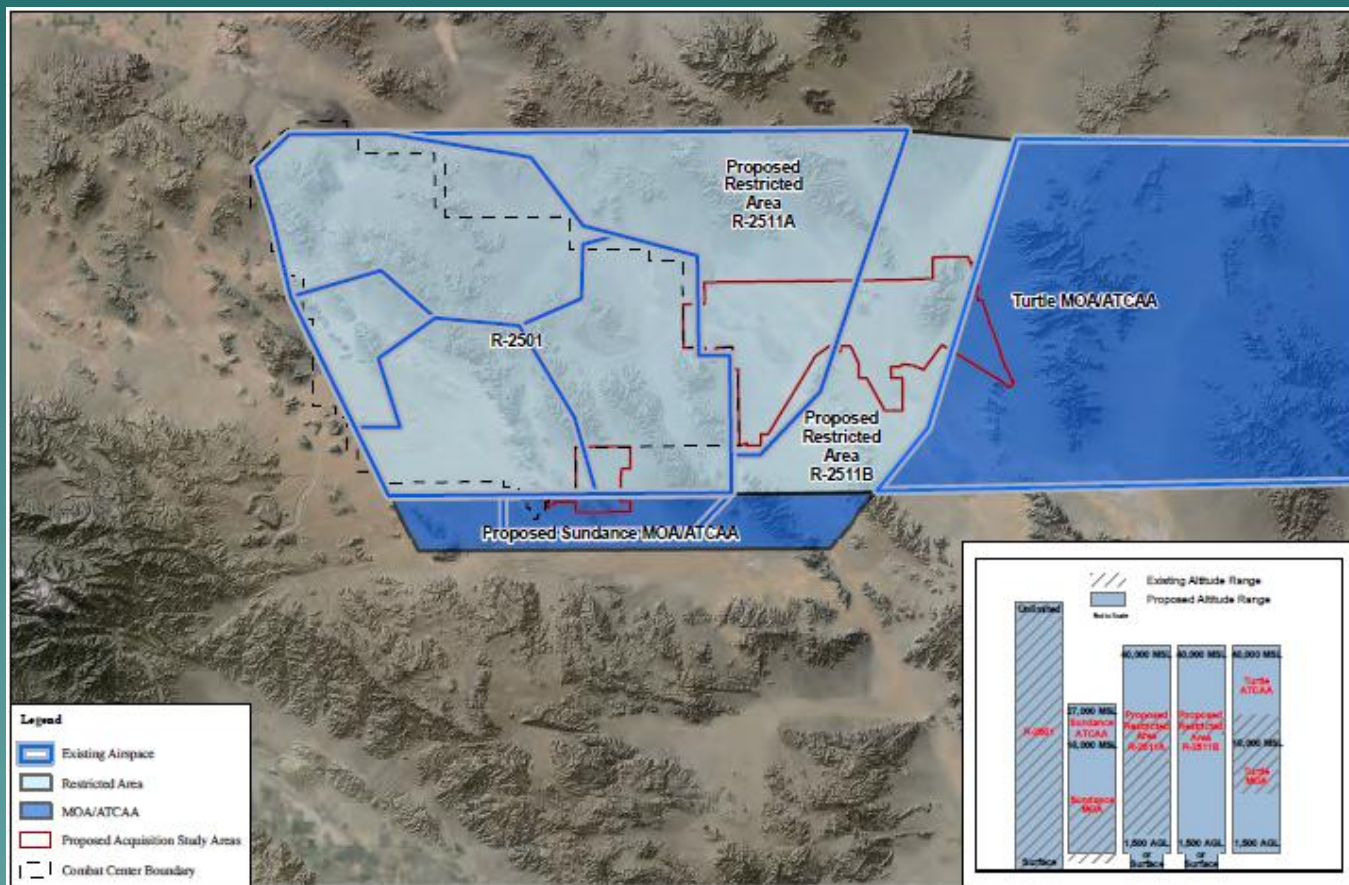 Proposed
Restricted
Area
R-2511A
Turtle MOA/ATCAA
R-2501
Proposed
Restricted
Area
R-2511B
Proposed Sundance MOA/ATCAA
Legend
Existing Airspace
Restricted Area
MOA/ATCAA
Proposed Acquisition Study Areas
Combat Center Boundary
Existing Altitude Range
Proposed Altitude Range
Not to Scale
Unlimited
R-2501
Surface
27,000 MSL
Sundance
ATCAA
18,000 MSL
Sundance
MOA
40,000 MSL
Proposed
Restricted
Area
R-2511A
1,500 AGL
or
Surface
40,000 MSL
Proposed
Restricted
Area
R-2511B
1,500 AGL
or
Surface
40,000 MSL
Turtle
ATCAA
18,000 MSL
Turtle
MOA
1,500 AGL